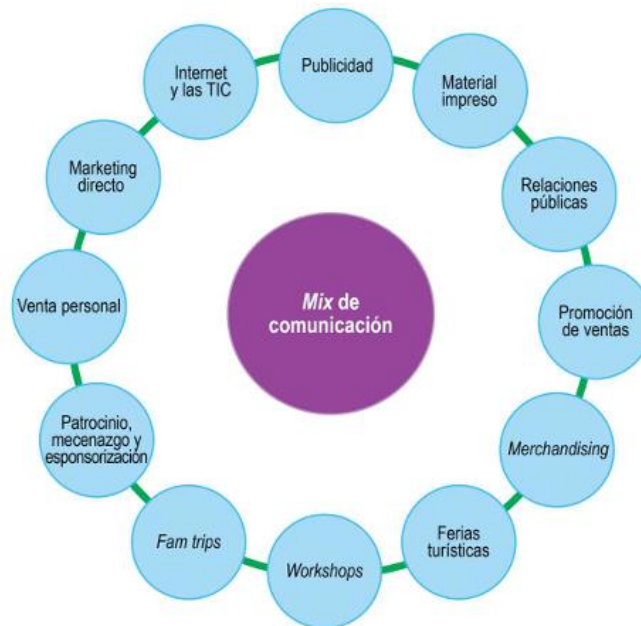 Publicidad
Material
impreso
Relaciones
públicas
Promoción
de ventas
Merchandising
Ferias
turísticas
Workshops
Fam trips
Patrocinio,
mecenazgo y
esponsorización
Venta personal
Marketing
directo
Internet
y las TIC
Mix de
comunicación